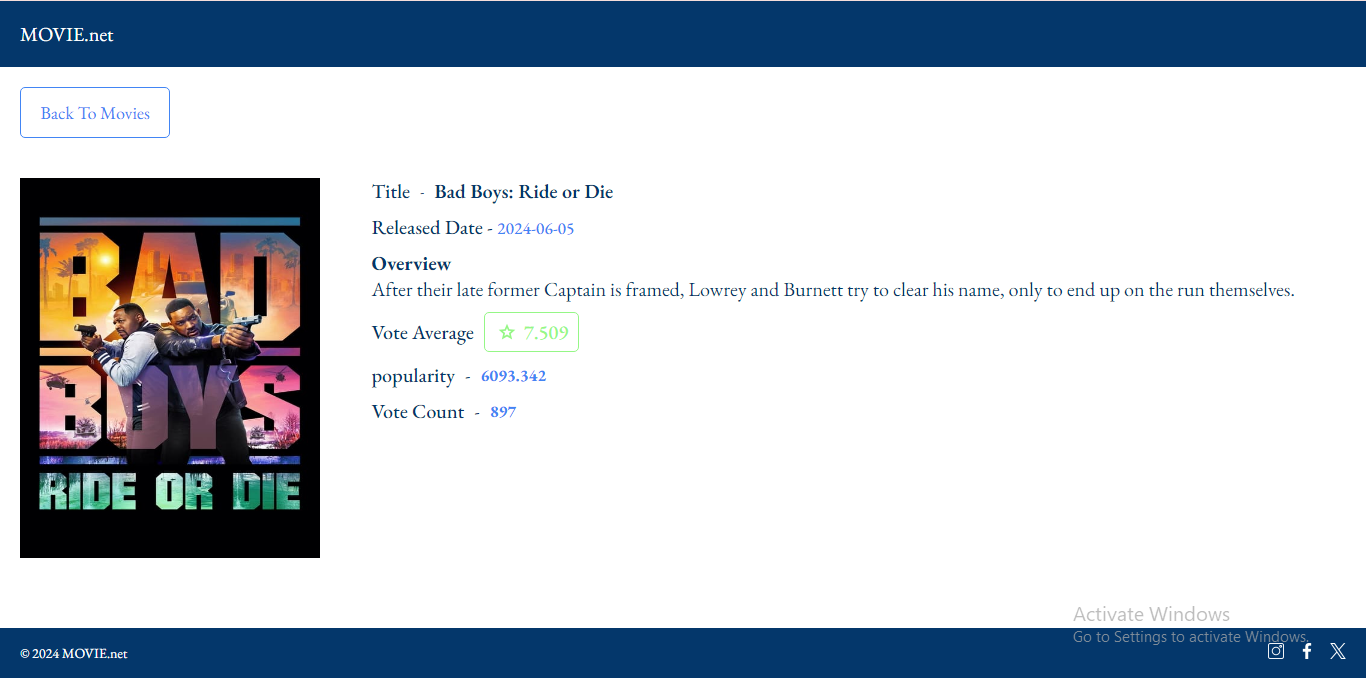 MOVIE.net
Back To Movies
BAD
BOYS
RIDE OR DIE
Title - Bad Boys: Ride or Die
Released Date - 2024-06-05
Overview
After their late former Captain is framed, Lowrey and Burnett try to clear his name, only to end up on the run themselves.
Vote Average 7.509
popularity - 6093.342
Vote Count - 897
Activate Windows
Go to Settings to activate Windows.
© 2024 MOVIE.net